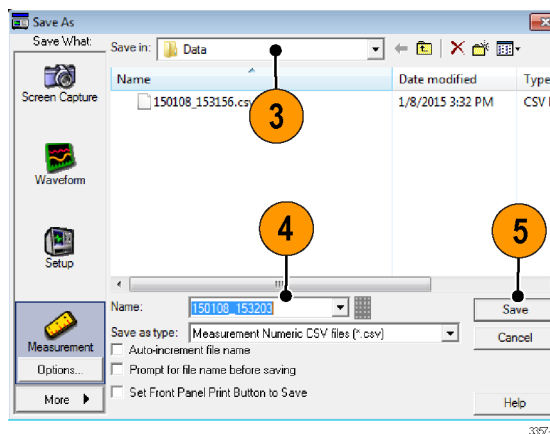 Save As
Save What:
Save in: Data
Name
Date modified
Type
150108_153156.cs
1/8/2015 3:32 PM
CSV
3
Screen Capture
Waveform
Setup
4
5
Name: 150108_153203
Save
Save as type: Measurement Numeric CSV files (*.csv)
Cancel
Measurement
Auto-increment file name
Options...
Prompt for file name before saving
More
Set Front Panel Print Button to Save
Help
3357-